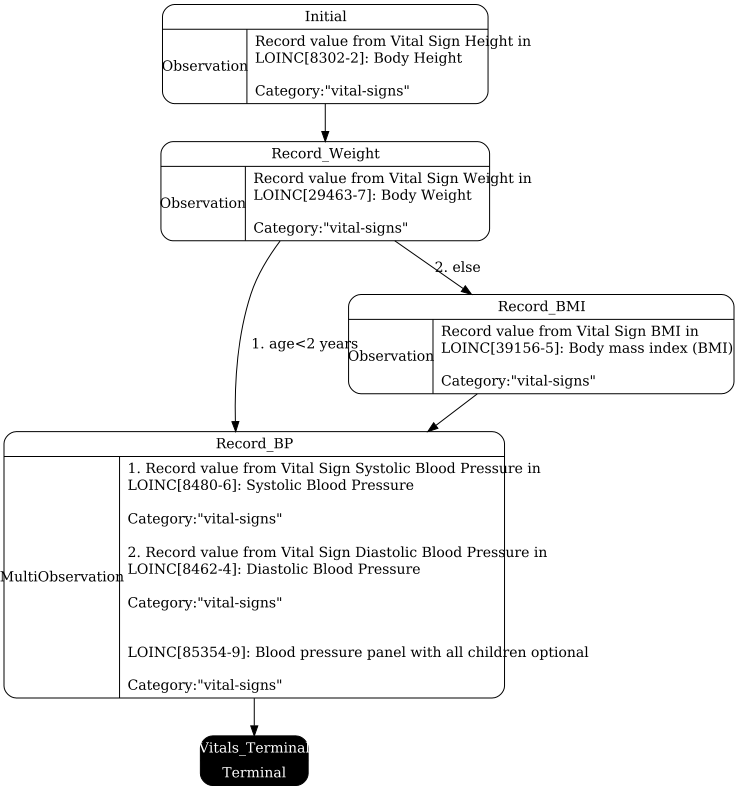 Initial
Observation
Record value from Vital Sign Height in
LOINC[8302-2]: Body Height
Category:"vital-signs"
Record_Weight
Observation
Record value from Vital Sign Weight in
LOINC[29463-7]: Body Weight
Category:"vital-signs"
2. else
1. age<2 years
Record_BMI
Observation
Record value from Vital Sign BMI in
LOINC[39156-5]: Body mass index (BMI)
Category:"vital-signs"
Record_BP
MultiObservation
1. Record value from Vital Sign Systolic Blood Pressure in
LOINC[8480-6]: Systolic Blood Pressure
Category:"vital-signs"
2. Record value from Vital Sign Diastolic Blood Pressure in
LOINC[8462-4]: Diastolic Blood Pressure
Category:"vital-signs"
LOINC[85354-9]: Blood pressure panel with all children optional
Category:"vital-signs"
Vitals_Terminal
Terminal